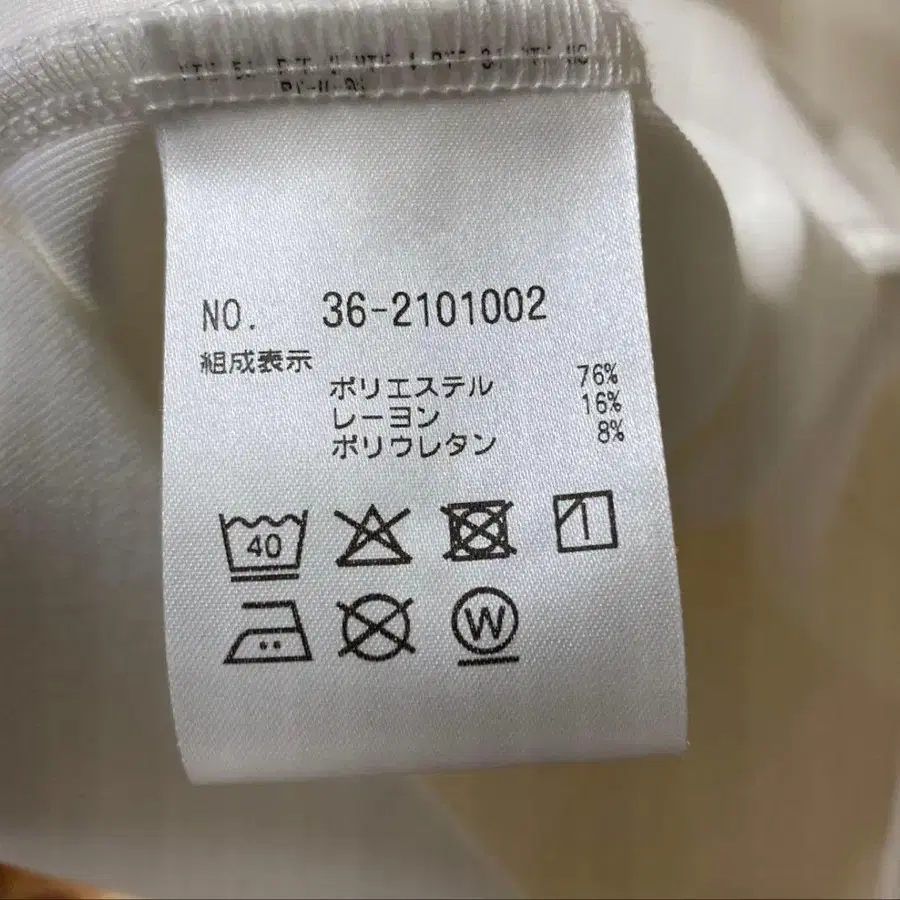 NO. 36-2101002
組成表示
ポリエステル 76%
レーヨン 16%
ポリウレタン 8%
40
W